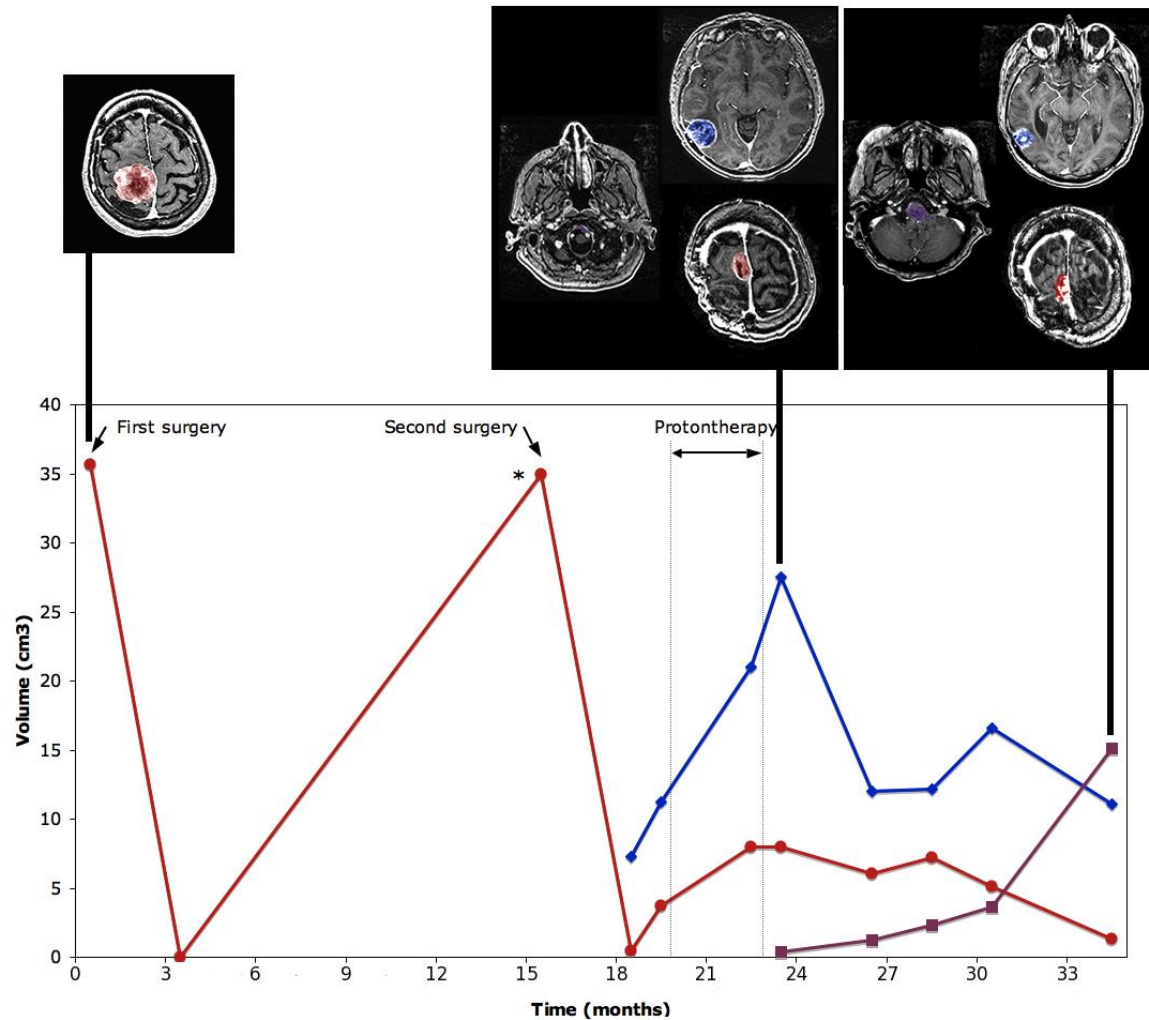 40
First surgery
Second surgery
Protontherapy
35
*
30
25
20
15
10
5
0
Volume (cm3)
0 3 6 9 12 15 18 21 24 27 30 33
Time (months)